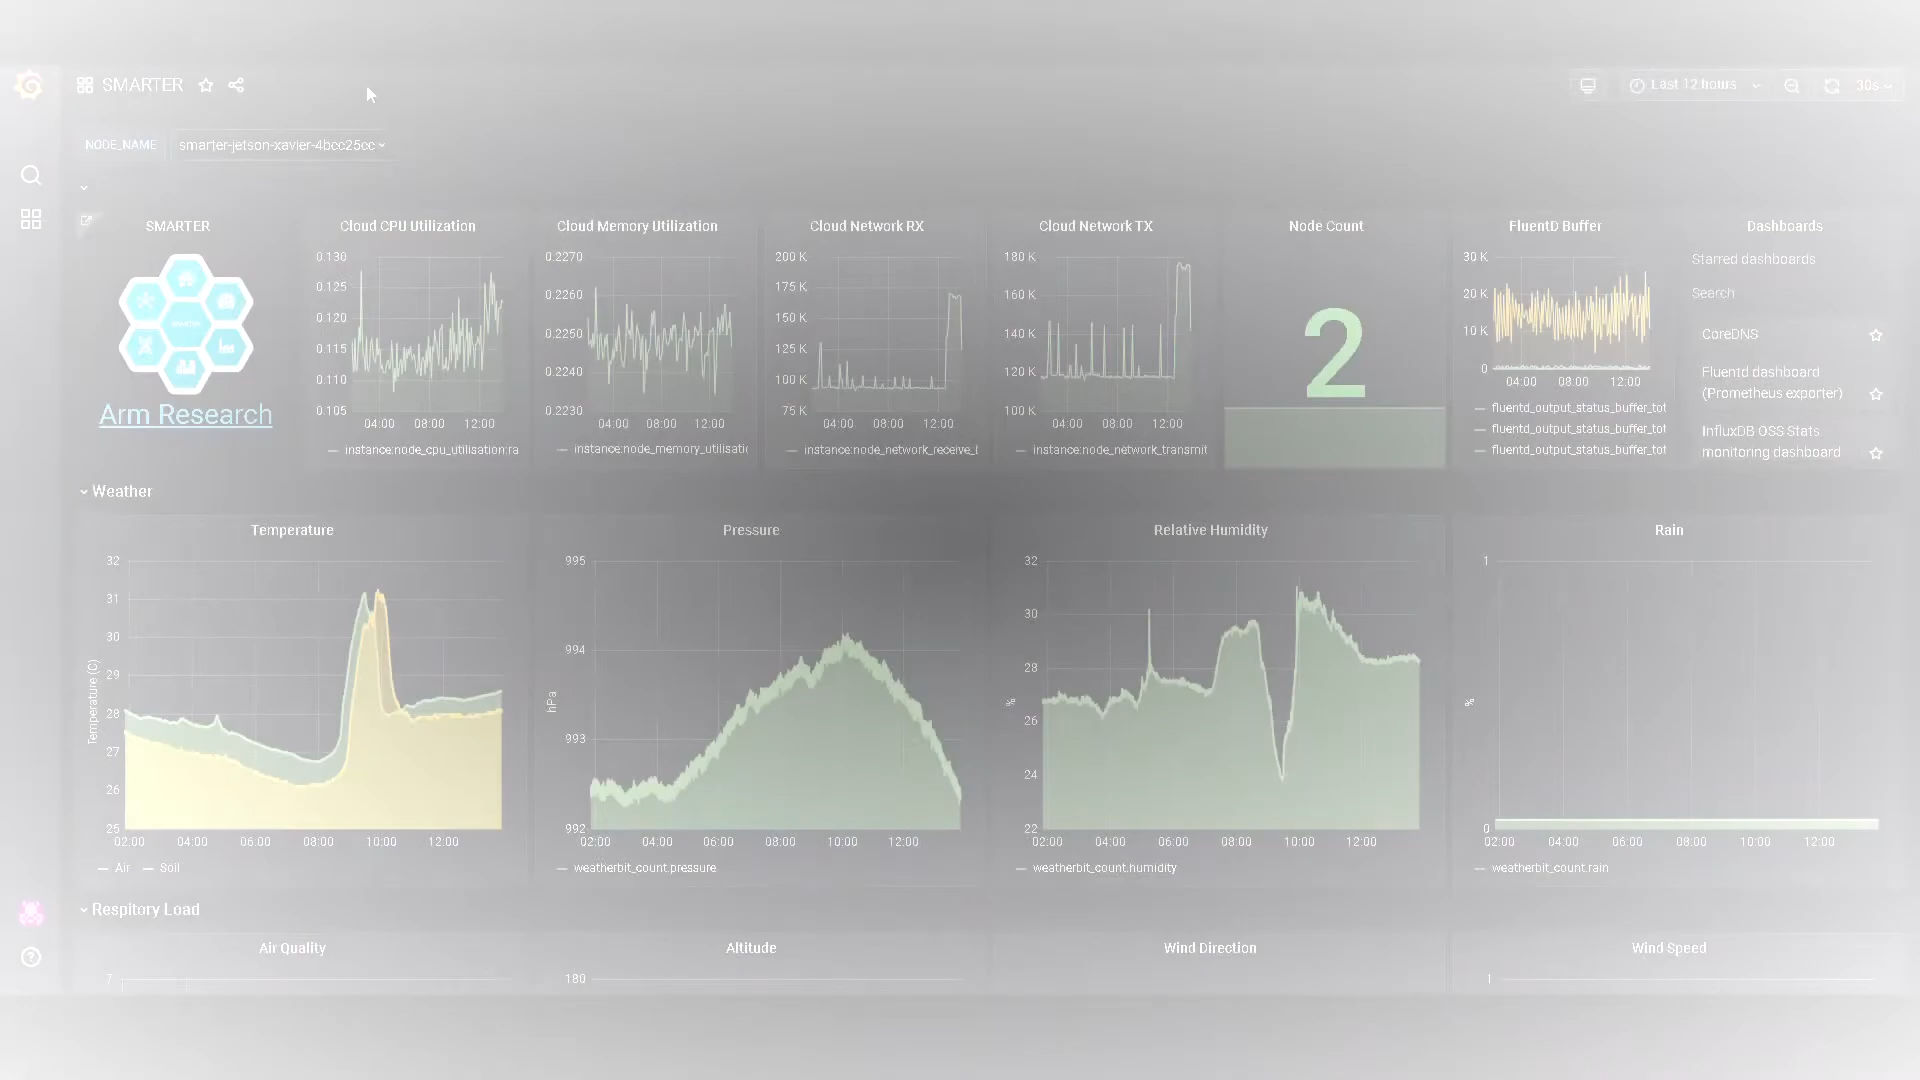 SMARTER
Last 12 hours
30s
NODE_NAME
smarter-jetson-xavier-4bcc25cc
SMARTER
Arm Research
Cloud CPU Utilization
0.130
0.125
0.120
0.115
0.110
0.105
04:00 08:00 12:00
instance:node_cpu_utilisation:ra
Cloud Memory Utilization
0.2270
0.2260
0.2250
0.2240
0.2230
04:00 08:00 12:00
instance:node_memory_utilisatic
Cloud Network RX
200 K
175 K
150 K
125 K
100 K
75 K
04:00 08:00 12:00
instance:node_network_receive_t
Cloud Network TX
180 K
160 K
140 K
120 K
100 K
04:00 08:00 12:00
instance:node_network_transmit
Node Count
2
FluentD Buffer
30 K
20 K
10 K
0
04:00 08:00 12:00
fluentd_output_status_buffer_tot
fluentd_output_status_buffer_tot
fluentd_output_status_buffer_tot
Dashboards
Starred dashboards
Search
CoreDNS
Fluentd dashboard
(Prometheus exporter)
InfluxDB OSS Stats
monitoring dashboard
Weather
Temperature
Temperature (C)
32
31
30
29
28
27
26
25
02:00 04:00 06:00 08:00 10:00 12:00
Air Soil
Pressure
hPa
995
994
993
992
02:00 04:00 06:00 08:00 10:00 12:00
weatherbit_count.pressure
Relative Humidity
%
32
30
28
26
24
22
02:00 04:00 06:00 08:00 10:00 12:00
weatherbit_count.humidity
Rain
%
1
0
02:00 04:00 06:00 08:00 10:00 12:00
weatherbit_count.rain
Respitory Load
Air Quality
7
Altitude
180
Wind Direction
Wind Speed
1